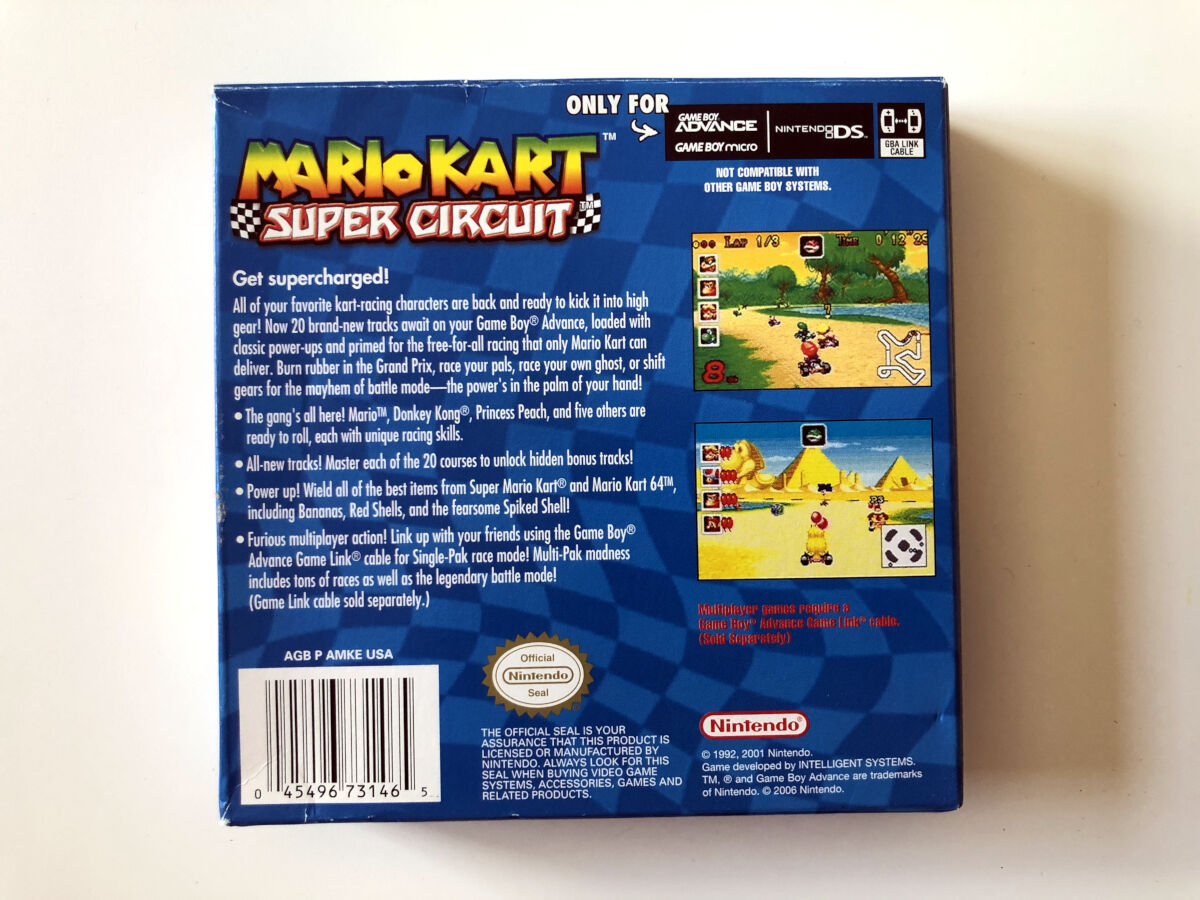 ONLY FOR
GAME BOY
ADVANCE
GAME BOY micro
NINTENDO DS™
GBA LINK
CABLE
NOT COMPATIBLE WITH
OTHER GAME BOY SYSTEMS.
MARIO KART™
SUPER CIRCUIT
Get supercharged!
All of your favorite kart-racing characters are back and ready to kick it into high
gear! Now 20 brand-new tracks await on your Game Boy® Advance, loaded with
classic power-ups and primed for the free-for-all racing that only Mario Kart can
deliver. Burn rubber in the Grand Prix, race your pals, race your own ghost, or shift
gears for the mayhem of battle mode—the power's in the palm of your hand!
• The gang's all here! Mario™, Donkey Kong®, Princess Peach, and five others are
ready to roll, each with unique racing skills.
• All-new tracks! Master each of the 20 courses to unlock hidden bonus tracks!
• Power up! Wield all of the best items from Super Mario Kart® and Mario Kart 64™,
including Bananas, Red Shells, and the fearsome Spiked Shell!
• Furious multiplayer action! Link up with your friends using the Game Boy®
Advance Game Link® cable for Single-Pak race mode! Multi-Pak madness
includes tons of races as well as the legendary battle mode!
(Game Link cable sold separately.)
LAP 1/3
TIME 0'12"
8
Multiplayer games require a
Game Boy® Advance Game Link® cable.
(Sold Separately)
AGB P AMKE USA
0 45496 73146 5
Official
Nintendo
Seal
THE OFFICIAL SEAL IS YOUR
ASSURANCE THAT THIS PRODUCT IS
LICENSED OR MANUFACTURED BY
NINTENDO. ALWAYS LOOK FOR THIS
SEAL WHEN BUYING VIDEO GAME
SYSTEMS, ACCESSORIES, GAMES AND
RELATED PRODUCTS.
Nintendo®
© 1992, 2001 Nintendo.
Game developed by INTELLIGENT SYSTEMS.
TM, ® and Game Boy Advance are trademarks
of Nintendo. © 2006 Nintendo.